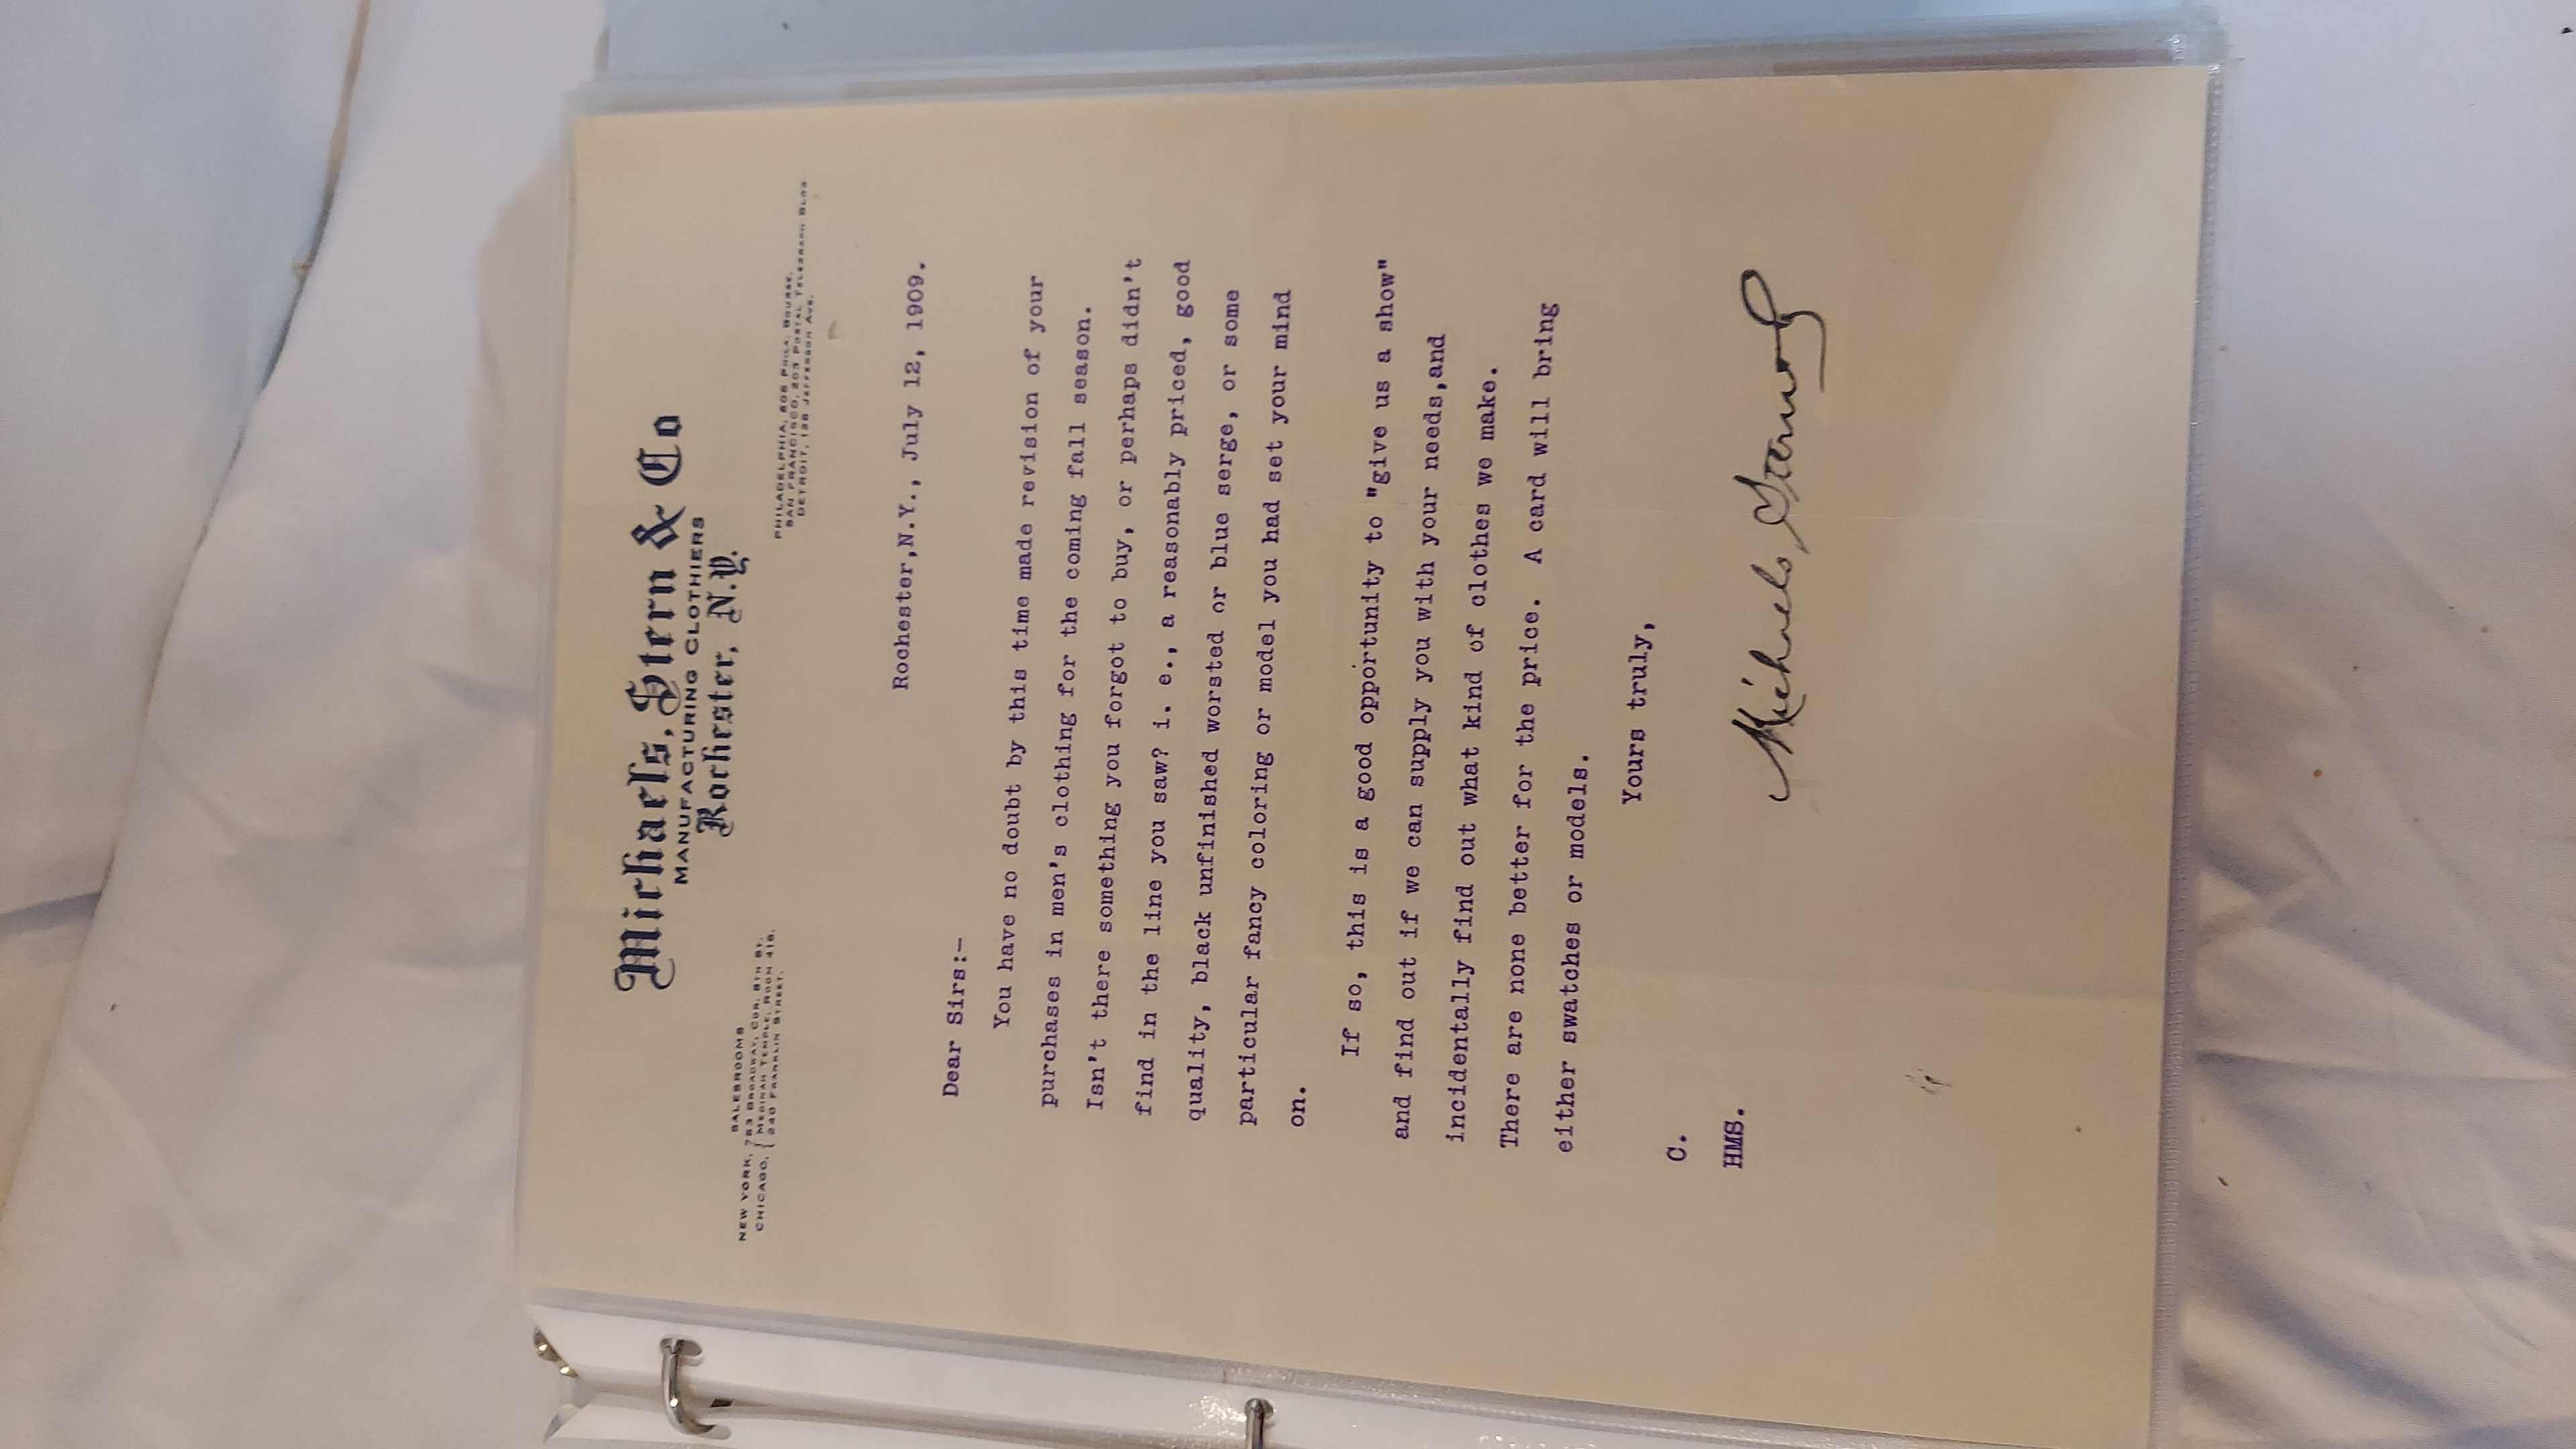 Michaels, Stern & Co
MANUFACTURING CLOTHIERS
Rochester, N.Y.
SALESROOMS
NEW YORK, 783 BROADWAY, COR. 8TH ST.
CHICAGO, { MEDINAH TEMPLE, ROOM 418.
240 FRANKLIN STREET.
PHILADELPHIA, 808 PHILA. BOURSE.
SAN FRANCISCO, 203 POSTAL TELEGRAPH BLDG
DETROIT, 128 JEFFERSON AVE.
Rochester,N.Y., July 12, 1909.
Dear Sirs:-
You have no doubt by this time made revision of your
purchases in men's clothing for the coming fall season.
Isn't there something you forgot to buy, or perhaps didn't
find in the line you saw? i. e., a reasonably priced, good
quality, black unfinished worsted or blue serge, or some
particular fancy coloring or model you had set your mind
on.
If so, this is a good opportunity to "give us a show"
and find out if we can supply you with your needs,and
incidentally find out what kind of clothes we make.
There are none better for the price. A card will bring
either swatches or models.
Yours truly,
C.
HMS.
Michaels, Stern & Co